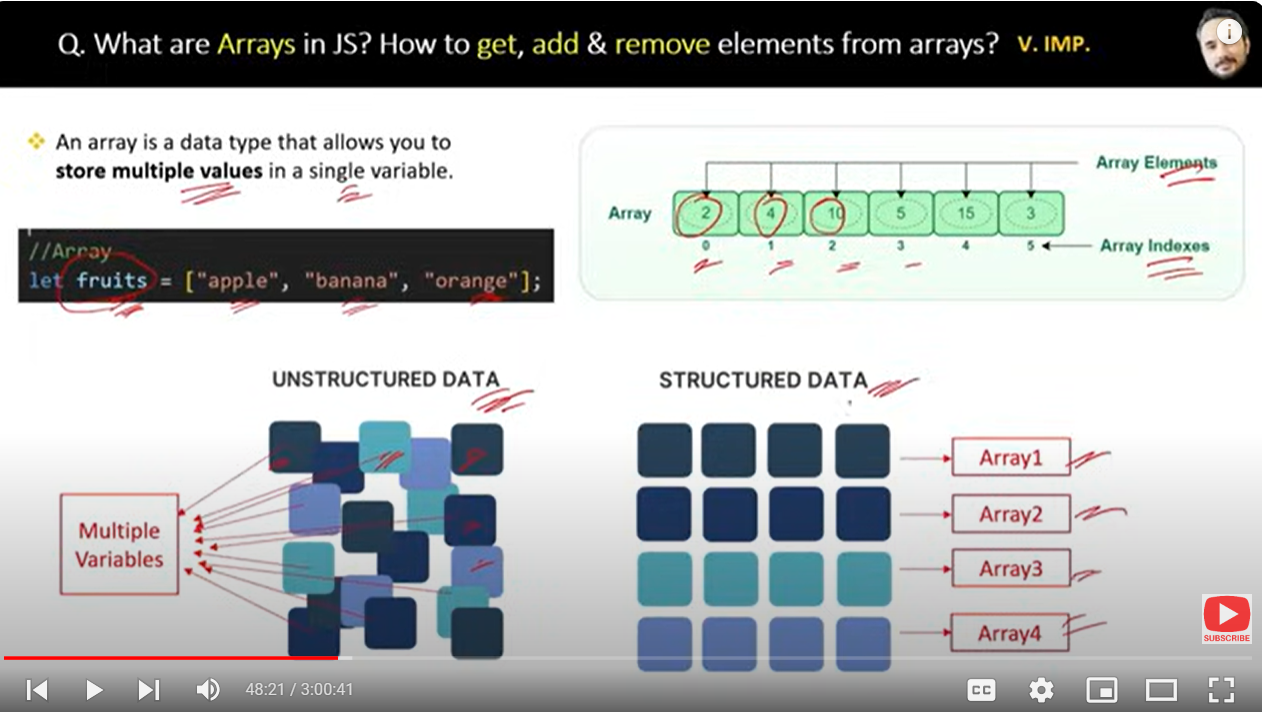 Q. What are Arrays in JS? How to get, add & remove elements from arrays? V. IMP.
i
❖ An array is a data type that allows you to
store multiple values in a single variable.
//Array
let fruits = ["apple", "banana", "orange"];
Array Elements
Array 2 4 10 5 15 3
0 1 2 3 4 5 Array Indexes
UNSTRUCTURED DATA
Multiple
Variables
STRUCTURED DATA
Array1
Array2
Array3
Array4
SUBSCRIBE
48:21 / 3:00:41
CC